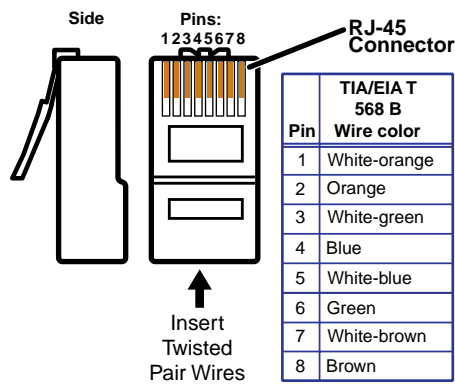 Side
Pins:
12345678
RJ-45
Connector
TIA/EIA T
568 B
Pin Wire color
1 White-orange
2 Orange
3 White-green
4 Blue
5 White-blue
6 Green
7 White-brown
8 Brown
Insert
Twisted
Pair Wires